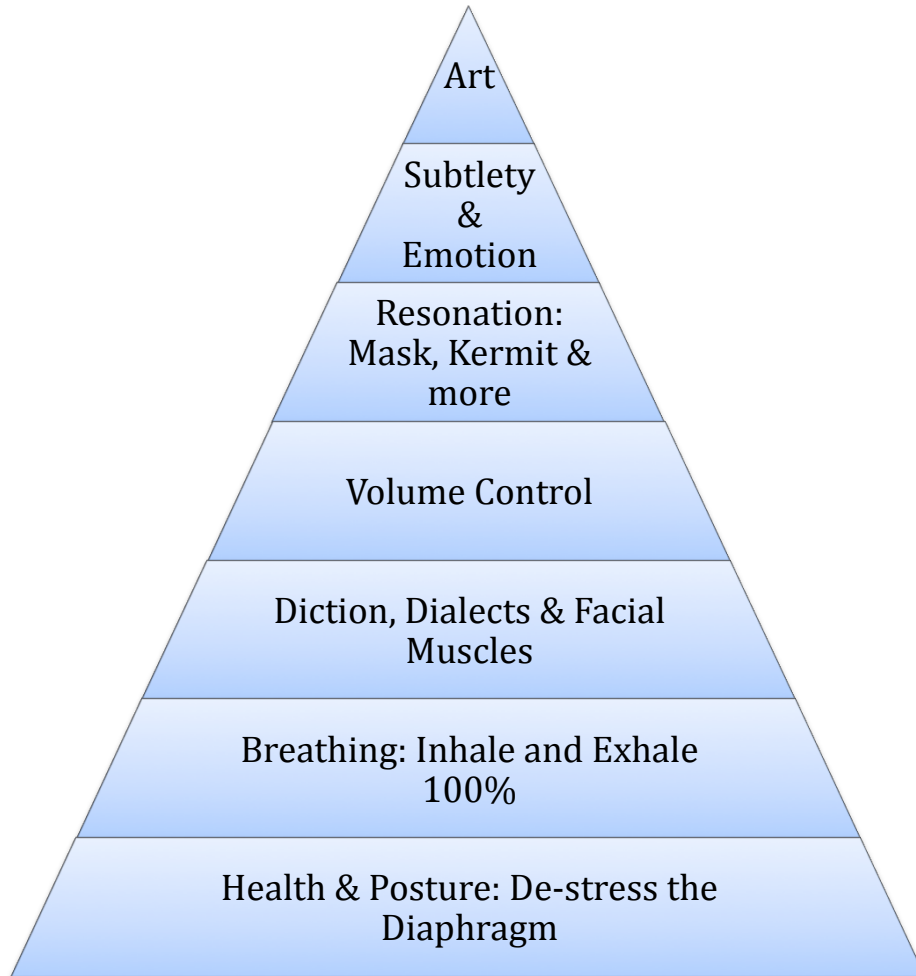 Art
Subtlety
&
Emotion
Resonation:
Mask, Kermit &
more
Volume Control
Diction, Dialects & Facial
Muscles
Breathing: Inhale and Exhale
100%
Health & Posture: De-stress the
Diaphragm